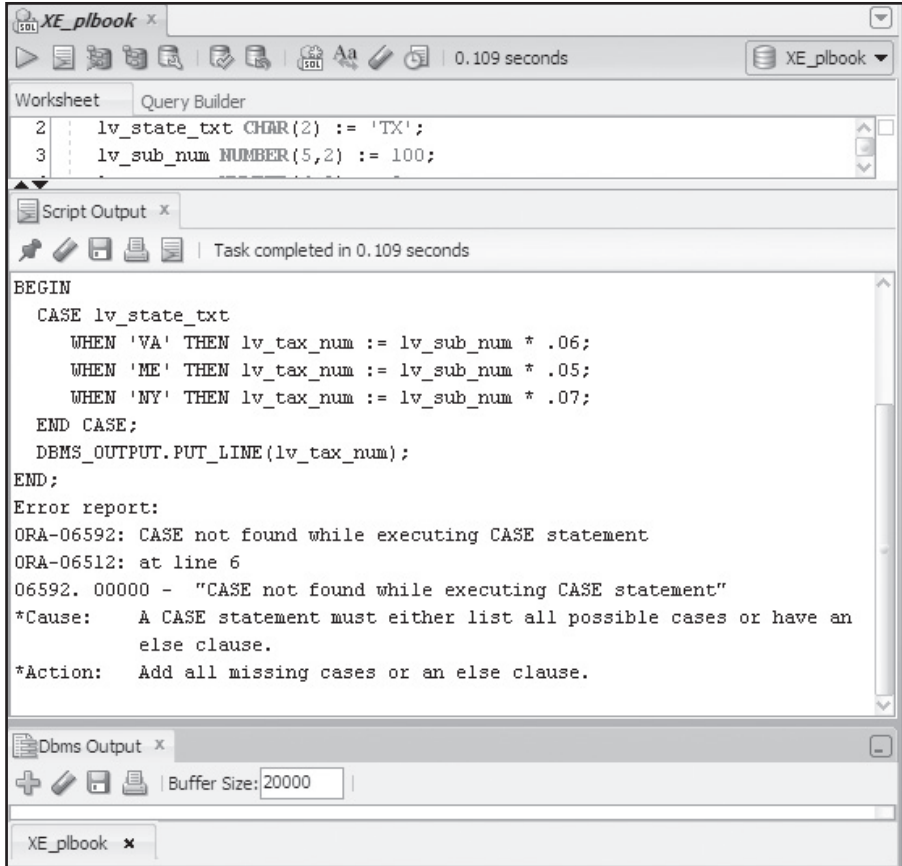 SQL XE_plbook x
Aa SQL 0.109 seconds XE_plbook
Worksheet Query Builder
2 lv_state_txt CHAR(2) := 'TX';
3 lv_sub_num NUMBER(5,2) := 100;
Script Output x
Task completed in 0.109 seconds
BEGIN
CASE lv_state_txt
WHEN 'VA' THEN lv_tax_num := lv_sub_num * .06;
WHEN 'ME' THEN lv_tax_num := lv_sub_num * .05;
WHEN 'NY' THEN lv_tax_num := lv_sub_num * .07;
END CASE;
DBMS_OUTPUT.PUT_LINE(lv_tax_num);
END;
Error report:
ORA-06592: CASE not found while executing CASE statement
ORA-06512: at line 6
06592. 00000 - "CASE not found while executing CASE statement"
*Cause: A CASE statement must either list all possible cases or have an
else clause.
*Action: Add all missing cases or an else clause.
Dbms Output x
Buffer Size: 20000
XE_plbook x